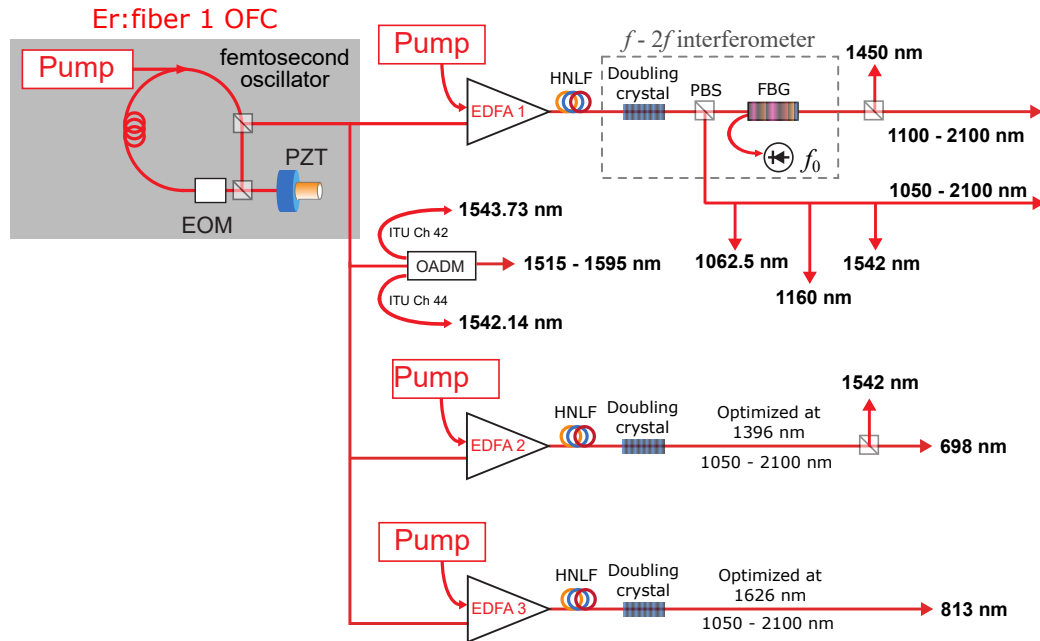 Er:fiber 1 OFC
Pump
femtosecond
oscillator
PZT
EOM
Pump
EDFA 1
HNLF
f - 2f interferometer
Doubling
crystal
PBS
FBG
f0
1450 nm
1100 - 2100 nm
1050 - 2100 nm
1062.5 nm
1160 nm
1542 nm
1543.73 nm
ITU Ch 42
OADM
1515 - 1595 nm
ITU Ch 44
1542.14 nm
Pump
EDFA 2
HNLF
Doubling
crystal
Optimized at
1396 nm
1050 - 2100 nm
1542 nm
698 nm
Pump
EDFA 3
HNLF
Doubling
crystal
Optimized at
1626 nm
1050 - 2100 nm
813 nm